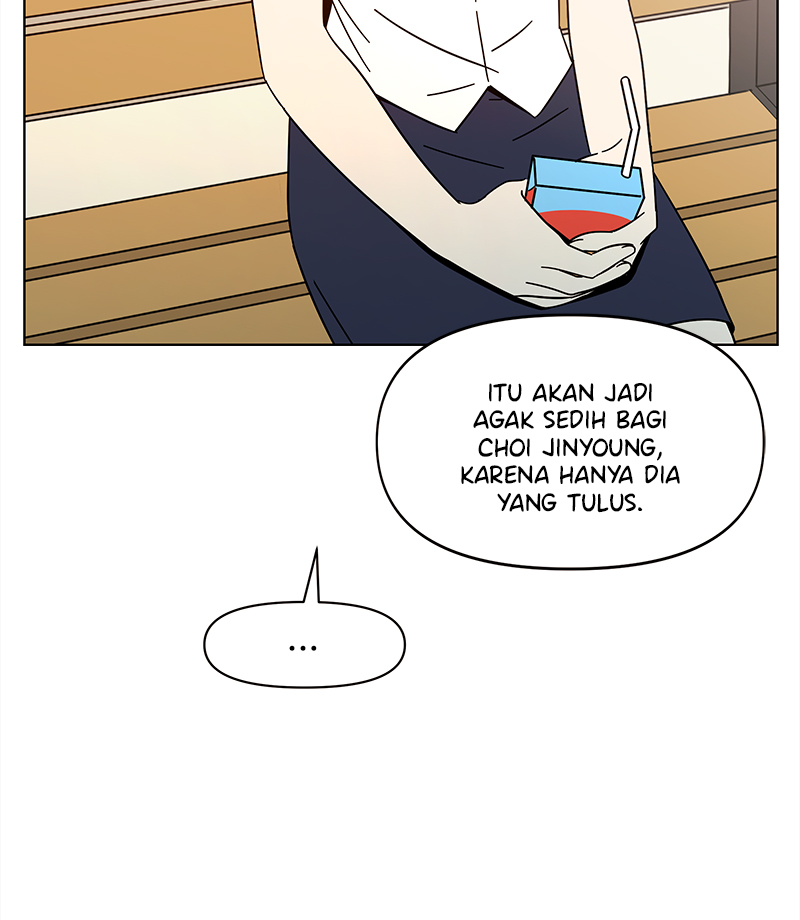 ITU AKAN JADI
AGAK SEDIH BAGI
CHOI JINYOUNG,
KARENA HANYA DIA
YANG TULUS.
...